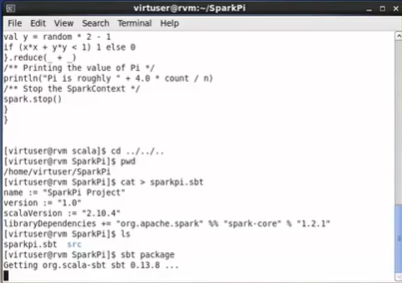 virtuser@rvm:~/SparkPi
File Edit View Search Terminal Help
val y = random * 2 - 1
if (x*x + y*y < 1) 1 else 0
}.reduce(_ + _)
/** Printing the value of Pi */
println("Pi is roughly " + 4.0 * count / n)
/** Stop the SparkContext */
spark.stop()
}
}
[virtuser@rvm scala]$ cd ../../..
[virtuser@rvm SparkPi]$ pwd
/home/virtuser/SparkPi
[virtuser@rvm SparkPi]$ cat > sparkpi.sbt
name := "SparkPi Project"
version := "1.0"
scalaVersion := "2.10.4"
libraryDependencies += "org.apache.spark" %% "spark-core" % "1.2.1"
[virtuser@rvm SparkPi]$ ls
sparkpi.sbt src
[virtuser@rvm SparkPi]$ sbt package
Getting org.scala-sbt sbt 0.13.8 ...